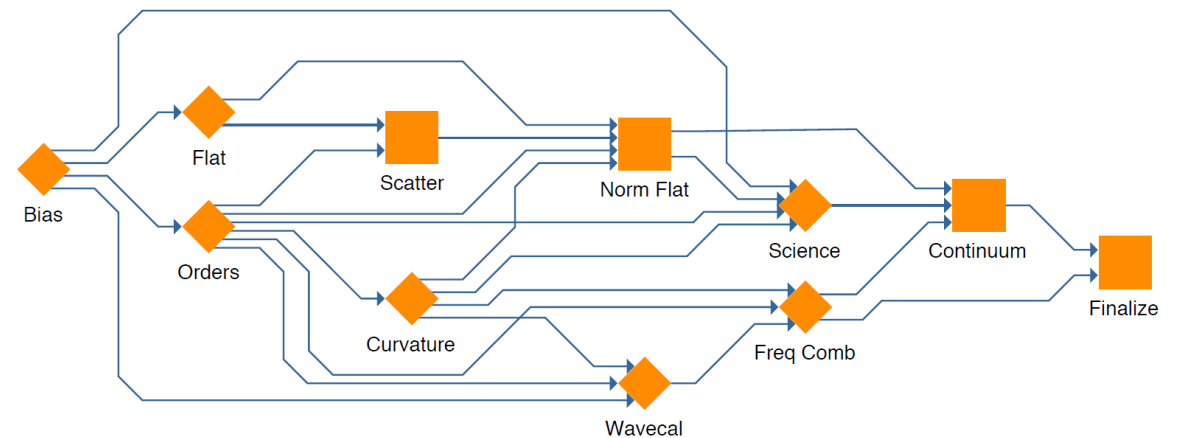 Flat
Scatter
Norm Flat
Bias
Science
Continuum
Orders
Finalize
Curvature
Freq Comb
Wavecal